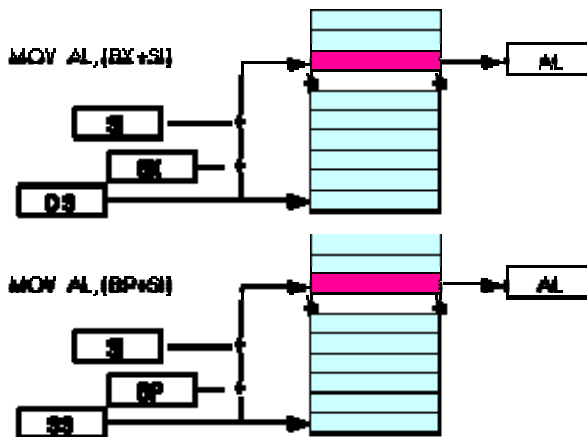 MOV AL,(BX+SI)
AL
SI
BX
DS
MOV AL,(BP+SI)
AL
SI
BP
SS